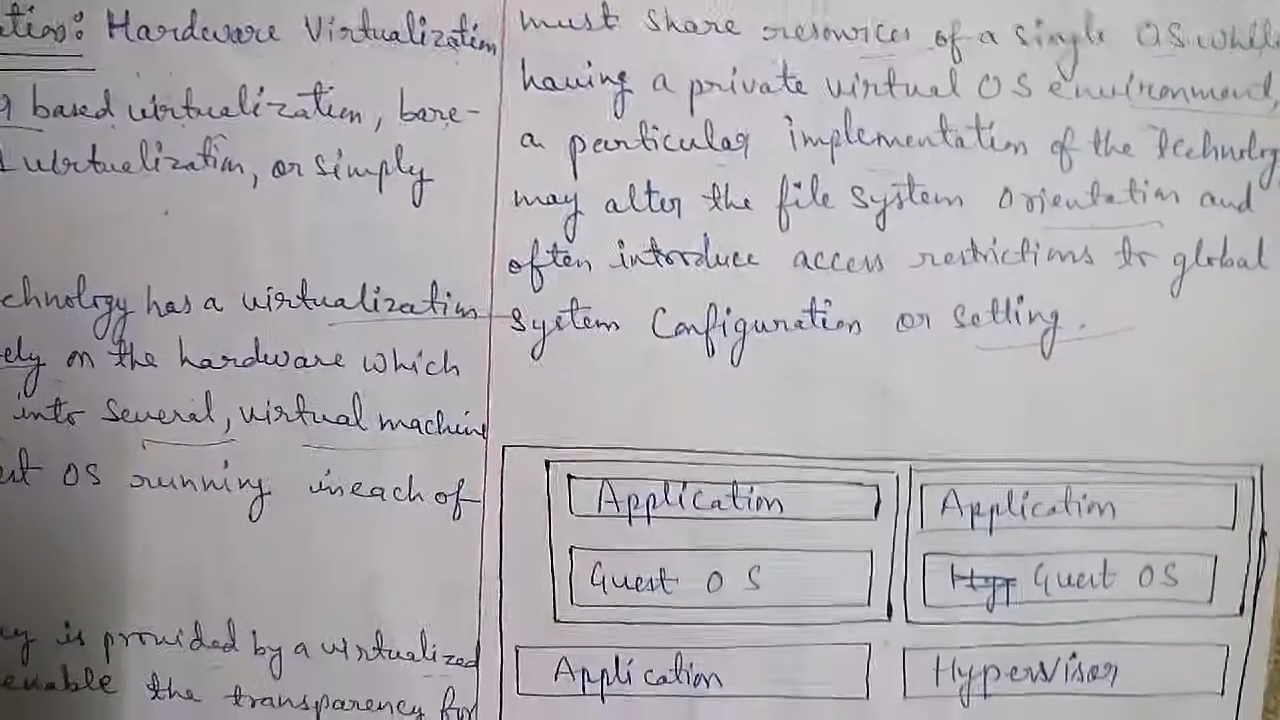 tion: Hardware Virtualization
based virtualization, bare-
virtualization, or simply
chnology has a virtualization
ely on the hardware which
into several, virtual machine
OS running in each of
cy is provided by a virtualized
enable the transparency for
must share resources of a single OS while
having a private virtual OS environment,
a particular implementation of the technology
may alter the file system orientation and
often introduce access restrictions to global
system configuration or setting.
Application
Application
Guest OS
Guest OS
Application
Hypervisor